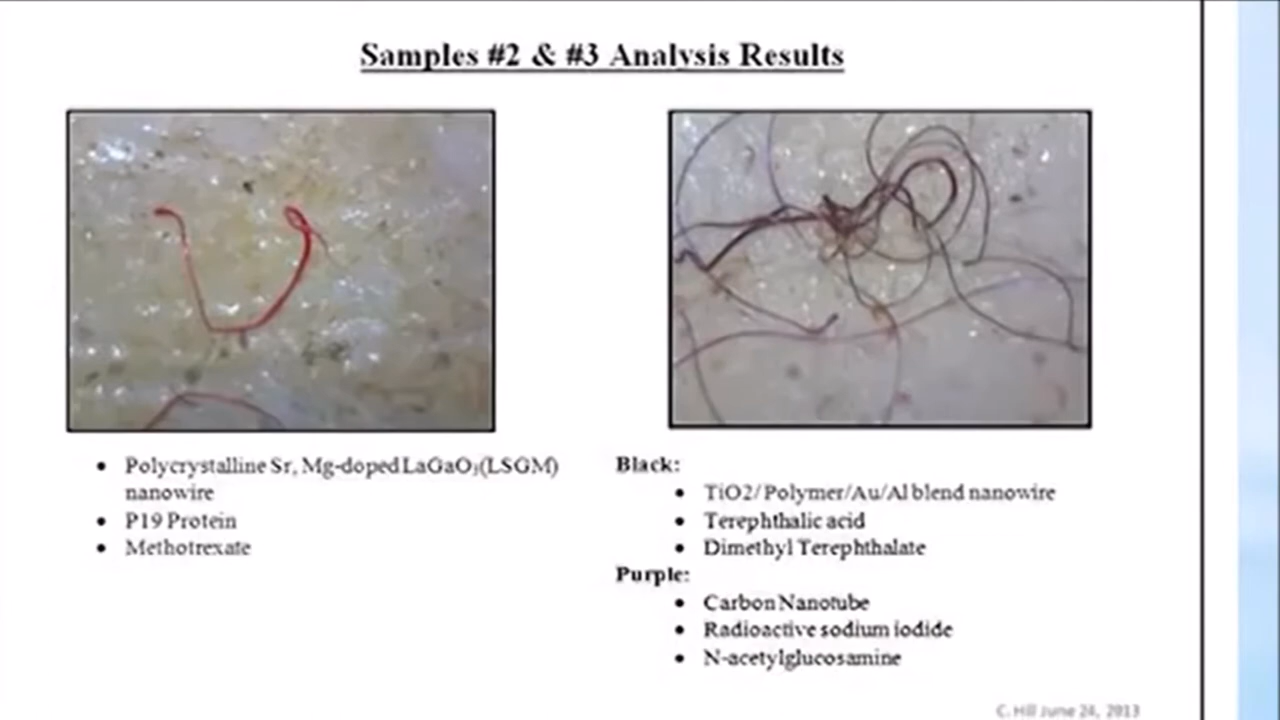 Samples #2 & #3 Analysis Results
• Polycrystalline Sr, Mg-doped LaGaO₃(LSGM)
nanowire
• P19 Protein
• Methotrexate
Black:
• TiO2/Polymer/Au/Al blend nanowire
• Terephthalic acid
• Dimethyl Terephthalate
Purple:
• Carbon Nanotube
• Radioactive sodium iodide
• N-acetylglucosamine
C. Hill June 24, 2013